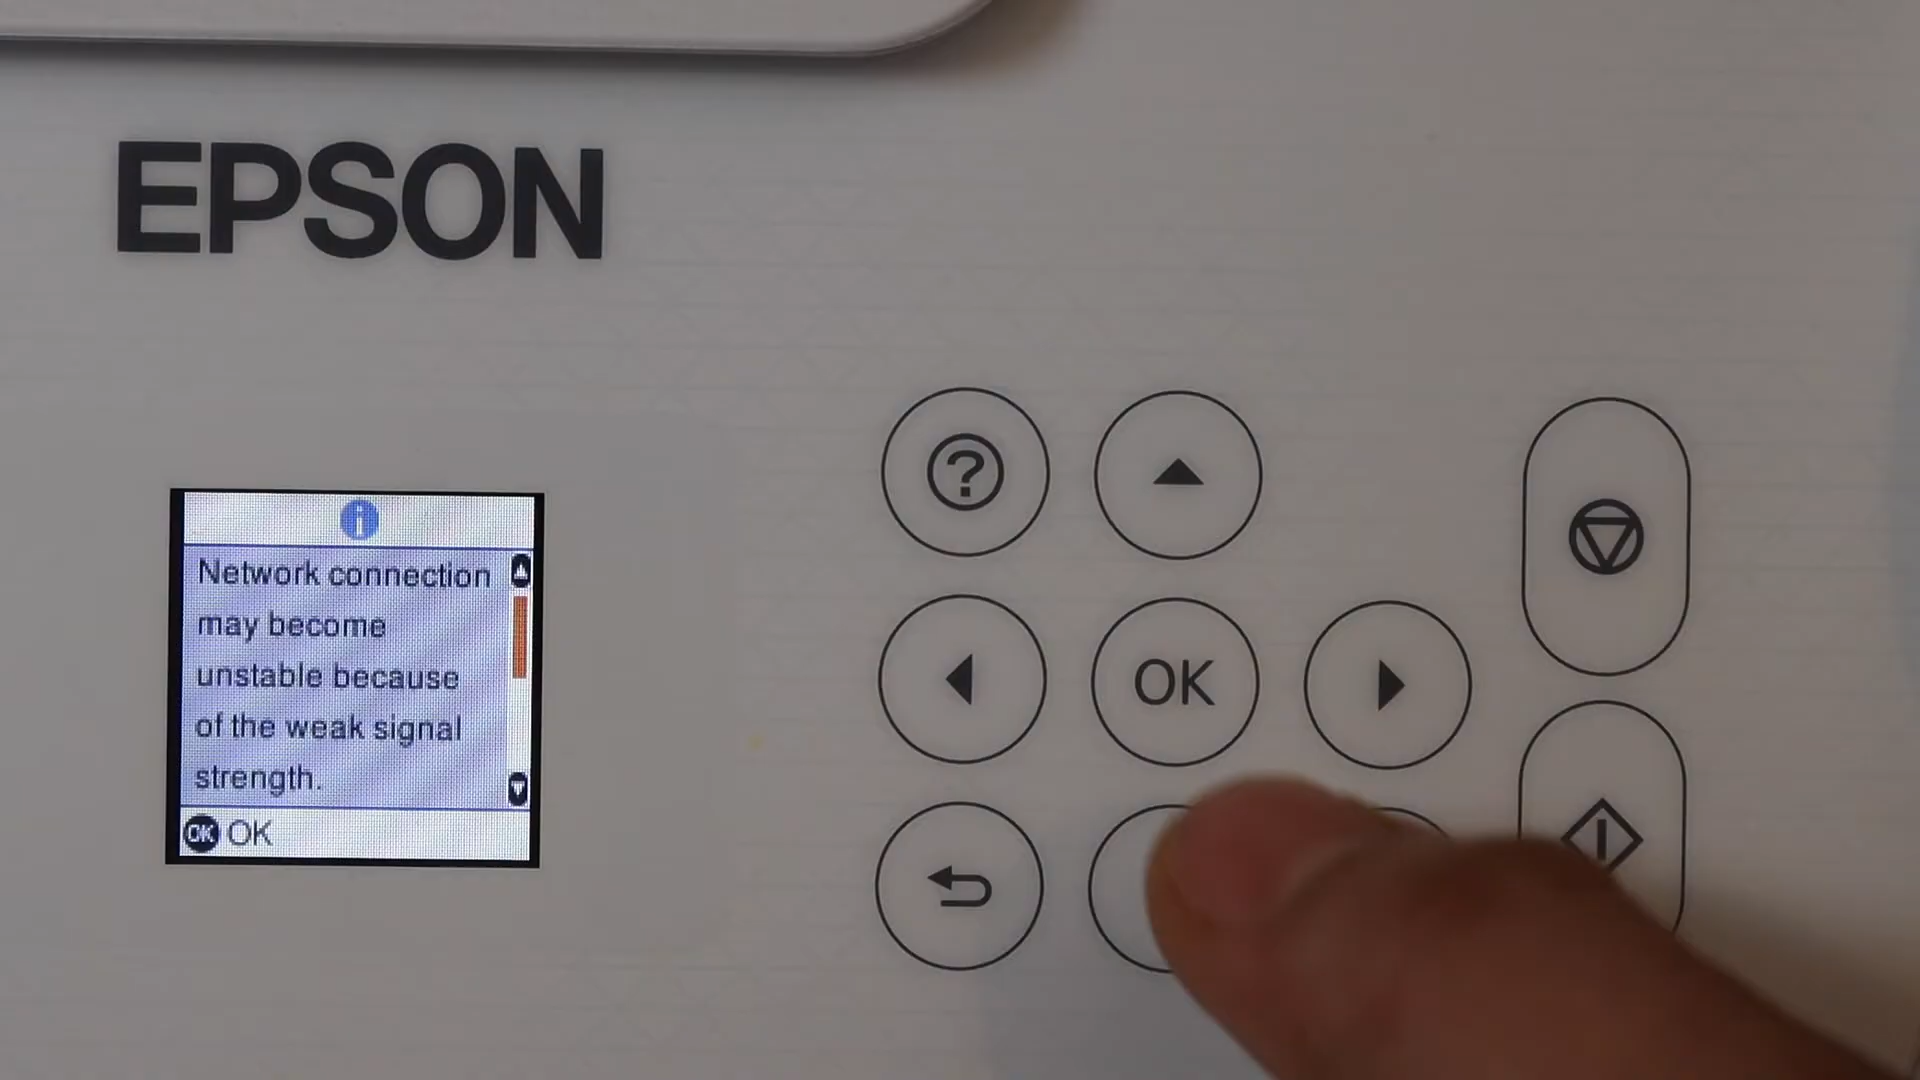 EPSON
Network connection
may become
unstable because
of the weak signal
strength.
OK OK
?
OK